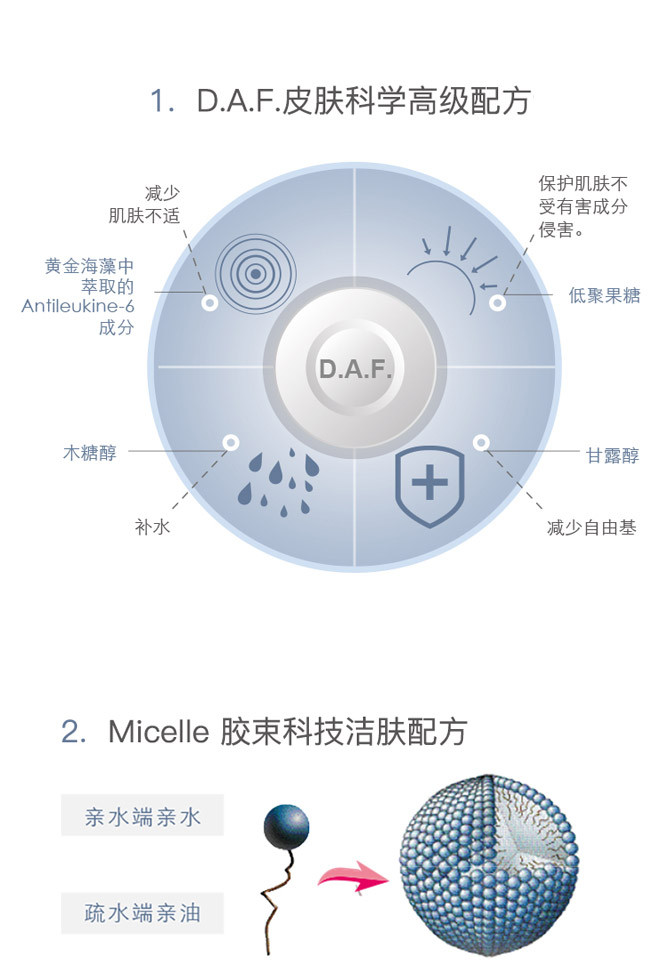 1. D.A.F.皮肤科学高级配方
减少
肌肤不适
保护肌肤不
受有害成分
侵害。
黄金海藻中
萃取的
Antileukine-6
成分
低聚果糖
D.A.F.
木糖醇
甘露醇
补水
减少自由基
2. Micelle 胶束科技洁肤配方
亲水端亲水
疏水端亲油